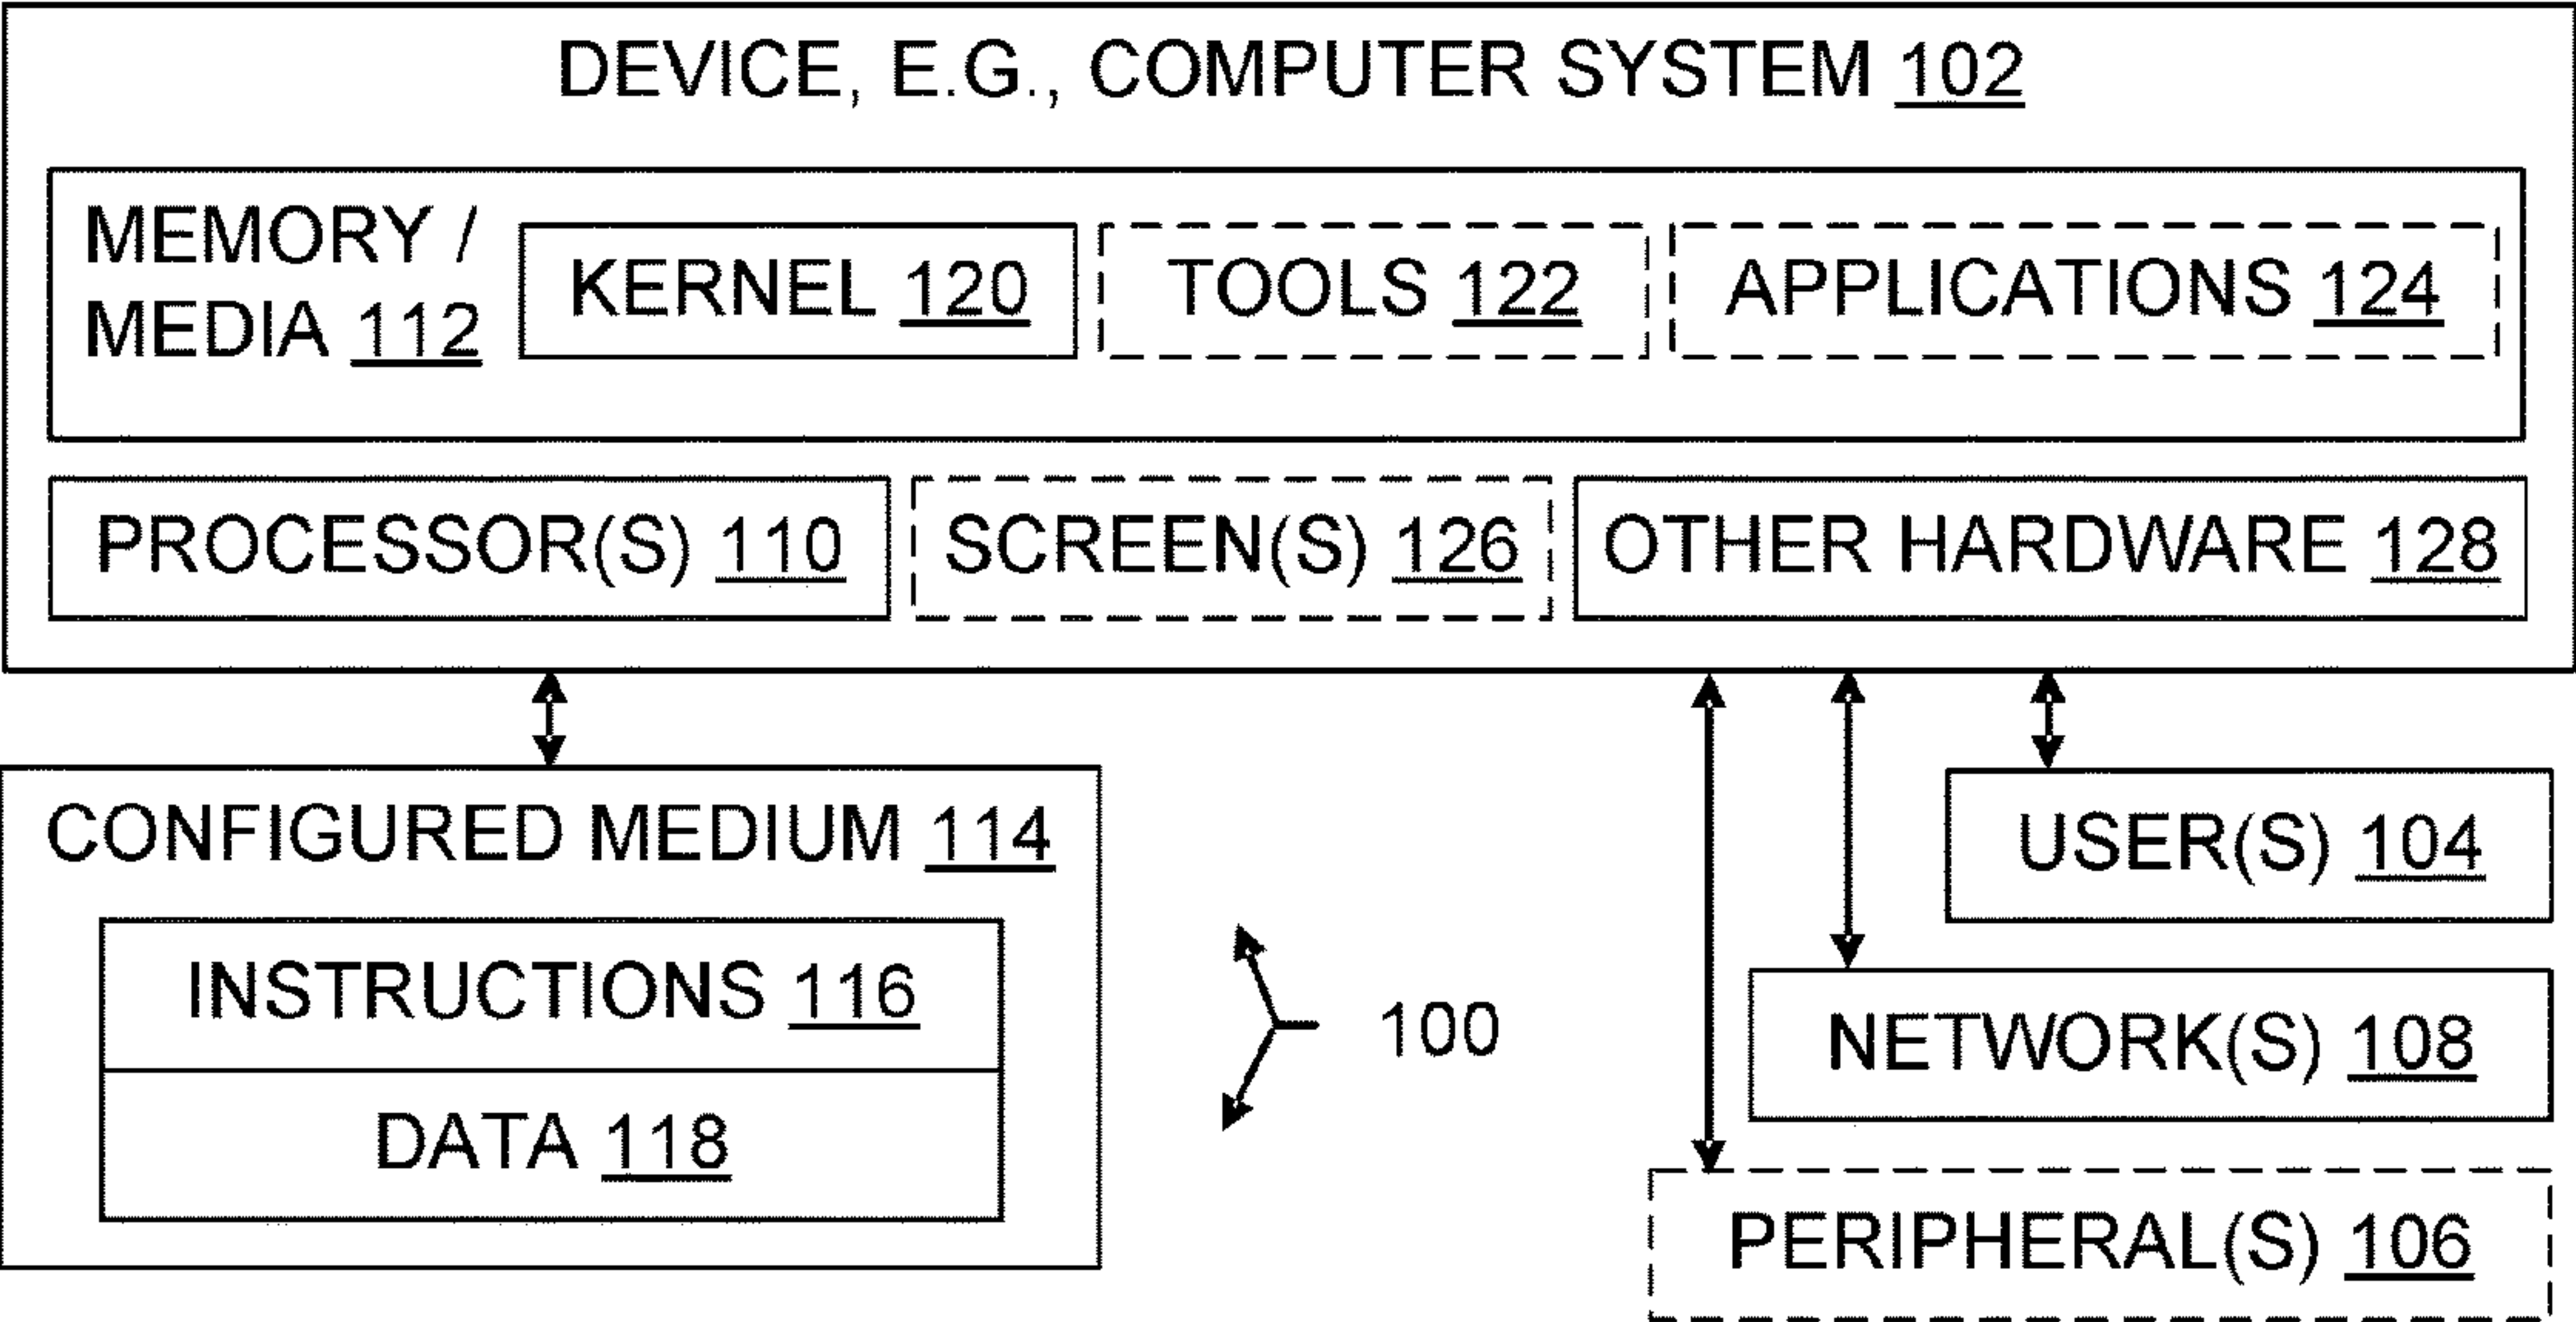 DEVICE, E.G., COMPUTER SYSTEM 102
MEMORY /
MEDIA 112
KERNEL 120
TOOLS 122
APPLICATIONS 124
PROCESSOR(S) 110
SCREEN(S) 126
OTHER HARDWARE 128
CONFIGURED MEDIUM 114
INSTRUCTIONS 116
DATA 118
100
USER(S) 104
NETWORK(S) 108
PERIPHERAL(S) 106